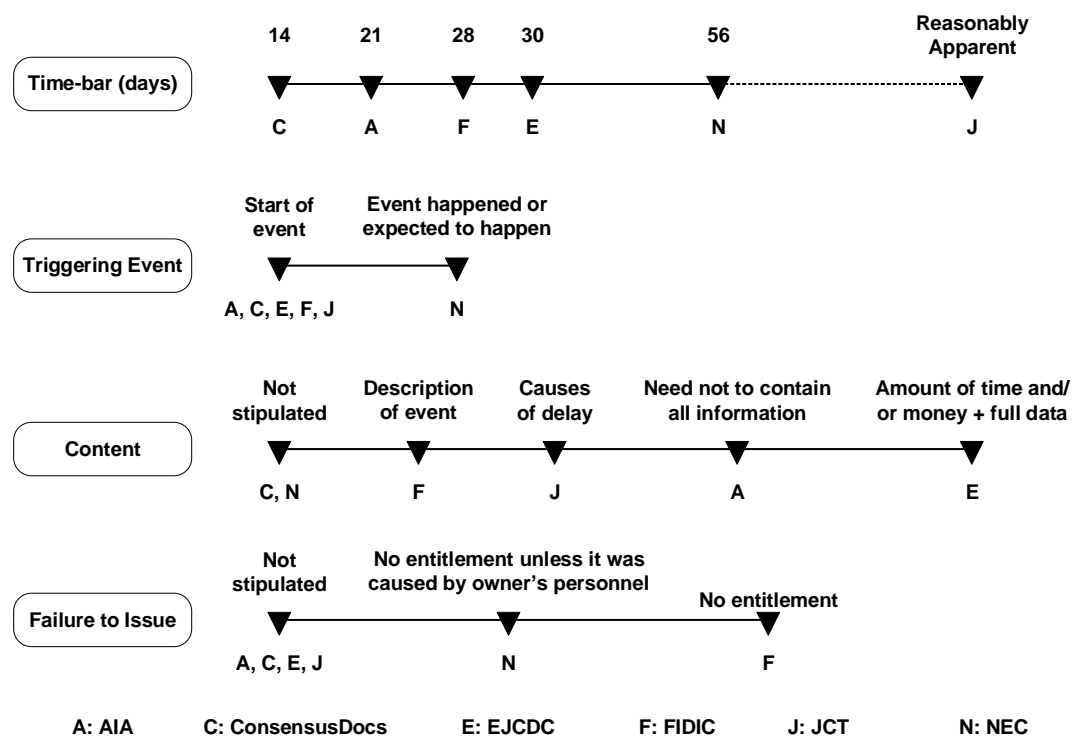 14 21 28 30 56 Reasonably
Apparent
Time-bar (days)
C A F E N J
Start of
event
Event happened or
expected to happen
Triggering Event
A, C, E, F, J N
Not
stipulated
Description
of event
Causes
of delay
Need not to contain
all information
Amount of time and/
or money + full data
Content
C, N F J A E
Not
stipulated
No entitlement unless it was
caused by owner's personnel
No entitlement
Failure to Issue
A, C, E, J N F
A: AIA C: ConsensusDocs E: EJCDC F: FIDIC J: JCT N: NEC